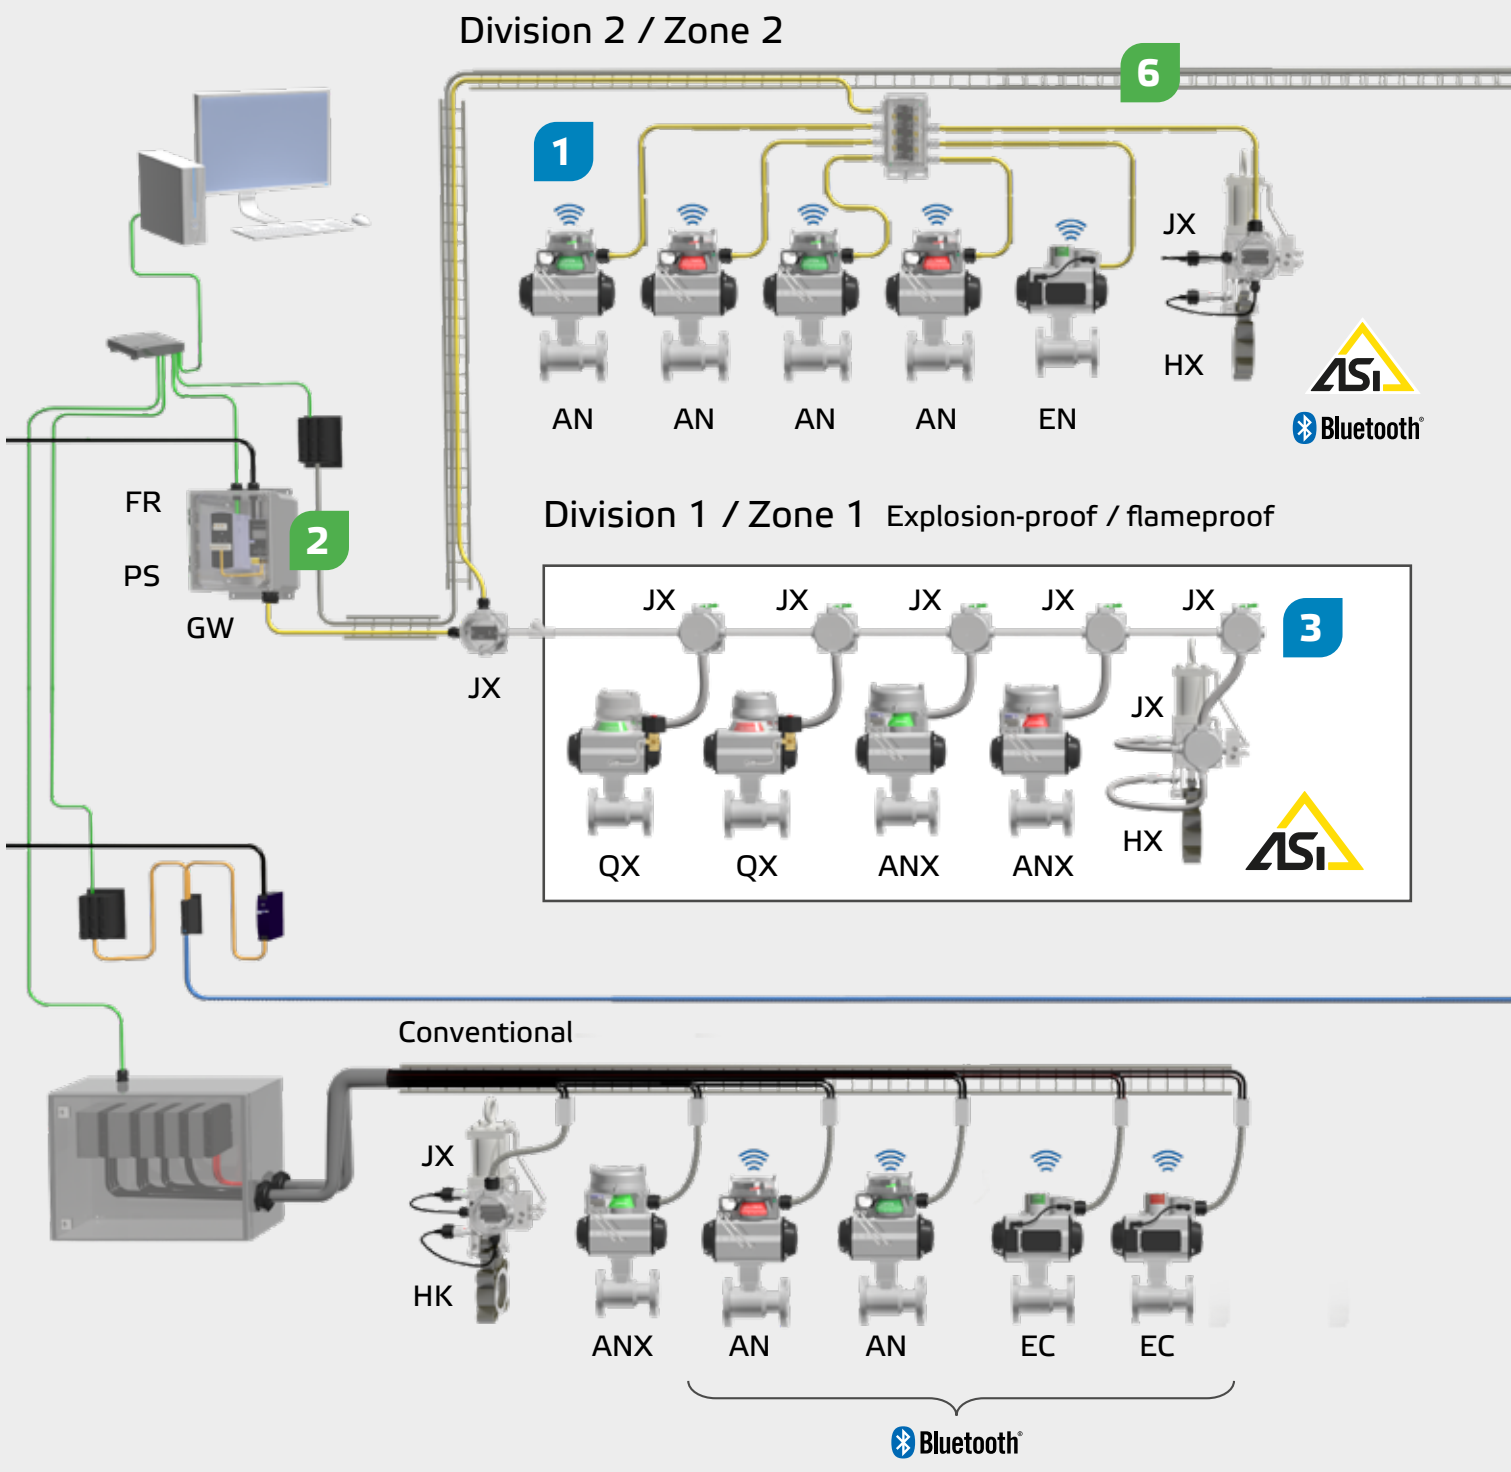 Division 2 / Zone 2
6
1
JX
HX
ASi
Bluetooth®
AN AN AN AN EN
FR
PS
GW
2
JX
Division 1 / Zone 1 Explosion-proof / flameproof
JX JX JX JX JX
3
JX
HX
ASi
QX QX ANX ANX
Conventional
JX
HK
ANX AN AN EC EC
Bluetooth®